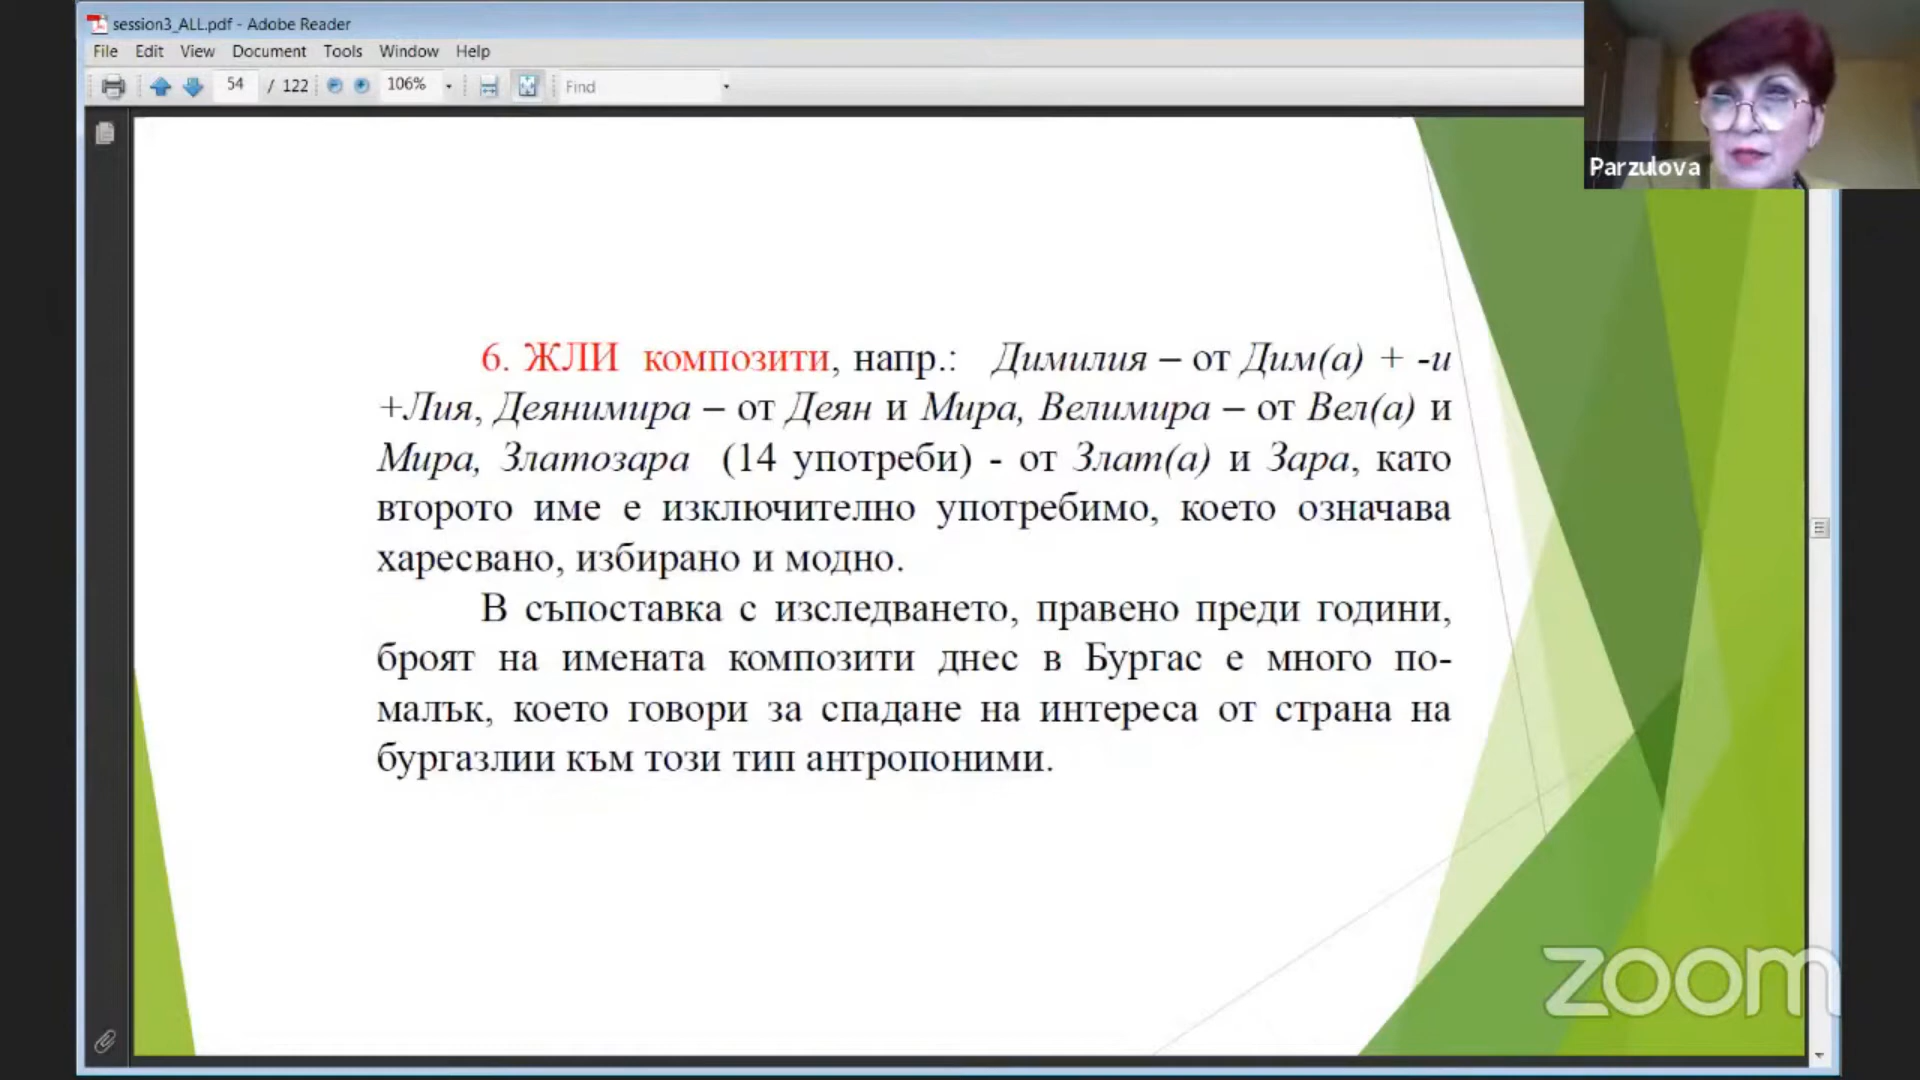 session3_ALL.pdf - Adobe Reader
File Edit View Document Tools Window Help
54 / 122 106% Find
Parzulova
6. ЖЛИ композити, напр.: Димилия – от Дим(а) + -и
+Лия, Деянимира – от Деян и Мира, Велимира – от Вел(а) и
Мира, Златозара (14 употреби) - от Злат(а) и Зара, като
второто име е изключително употребимо, което означава
харесвано, избирано и модно.
В съпоставка с изследването, правено преди години,
броят на имената композити днес в Бургас е много по-
малък, което говори за спадане на интереса от страна на
бургазлии към този тип антропоними.
zoom